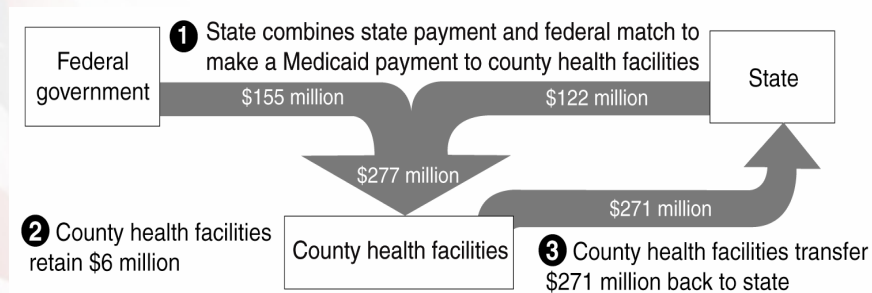 1 State combines state payment and federal match to
make a Medicaid payment to county health facilities
Federal
government
State
$155 million
$122 million
$277 million
$271 million
2 County health facilities
retain $6 million
County health facilities
3 County health facilities transfer
$271 million back to state